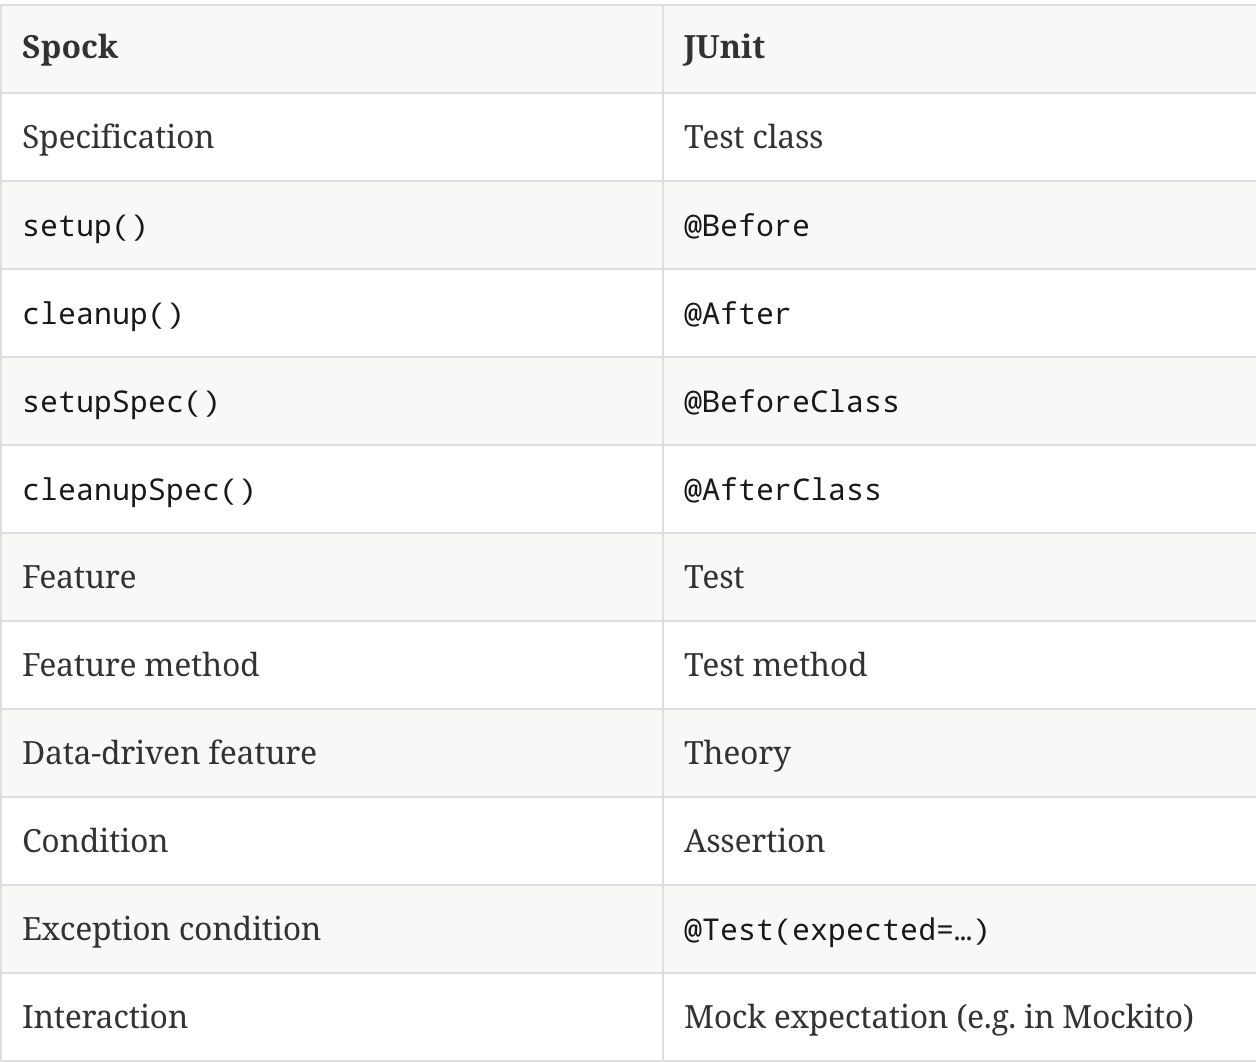 Spock JUnit
Specification Test class
setup() @Before
cleanup() @After
setupSpec() @BeforeClass
cleanupSpec() @AfterClass
Feature Test
Feature method Test method
Data-driven feature Theory
Condition Assertion
Exception condition @Test(expected=…)
Interaction Mock expectation (e.g. in Mockito)